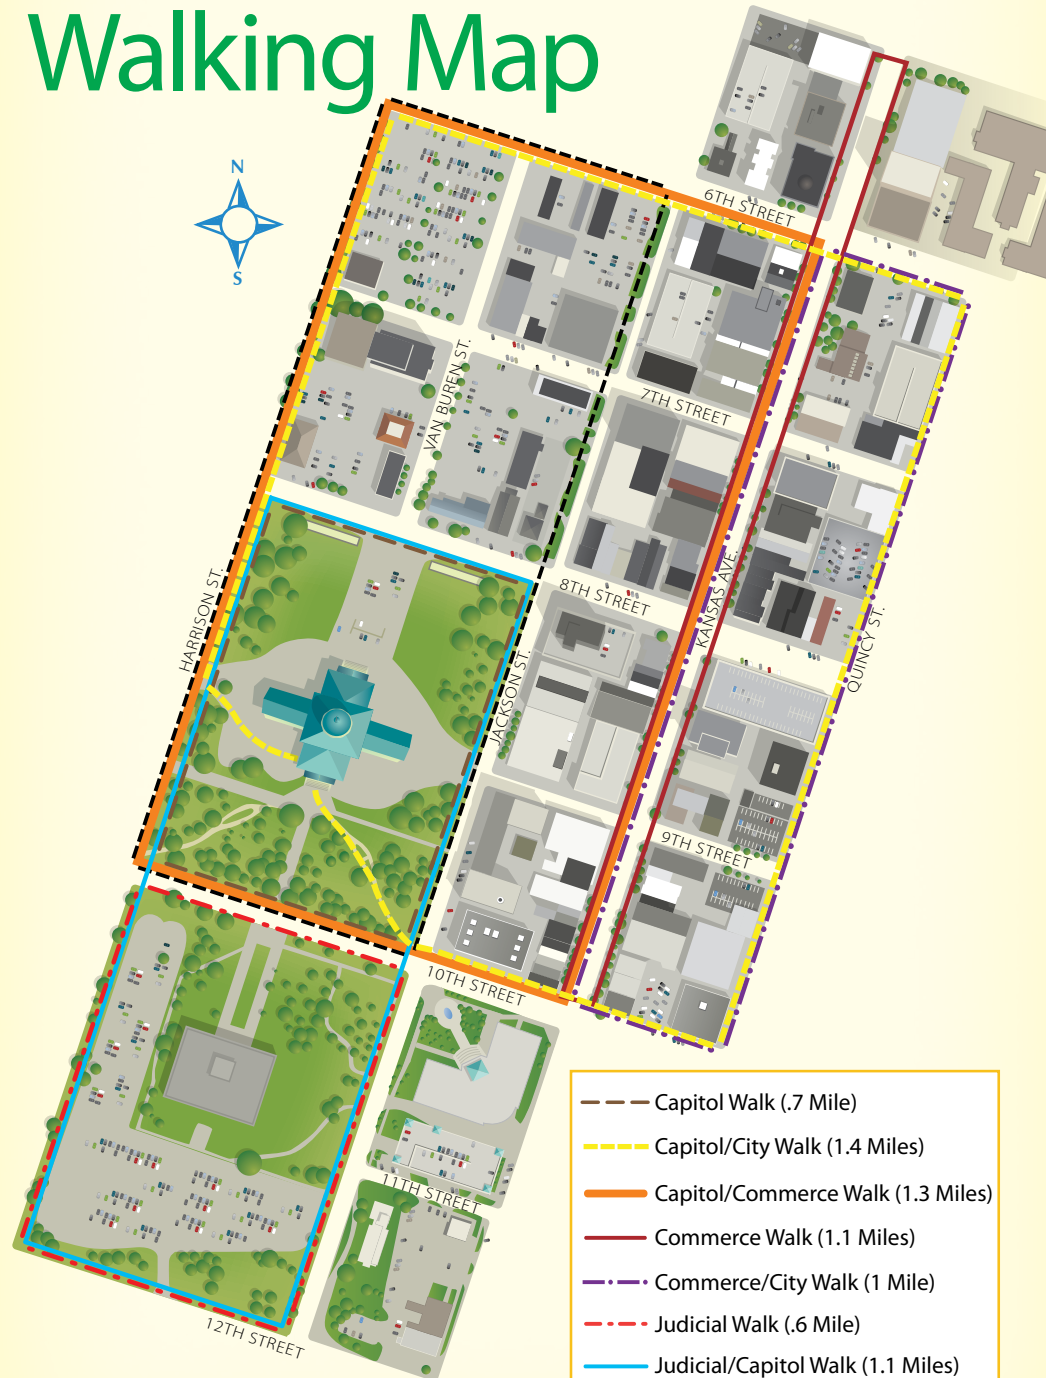 Walking Map
N
S
6TH STREET
7TH STREET
VAN BUREN ST.
8TH STREET
HARRISON ST.
KANSAS AVE.
QUINCY ST.
JACKSON ST.
9TH STREET
10TH STREET
11TH STREET
12TH STREET
Capitol Walk (.7 Mile)
Capitol/City Walk (1.4 Miles)
Capitol/Commerce Walk (1.3 Miles)
Commerce Walk (1.1 Miles)
Commerce/City Walk (1 Mile)
Judicial Walk (.6 Mile)
Judicial/Capitol Walk (1.1 Miles)